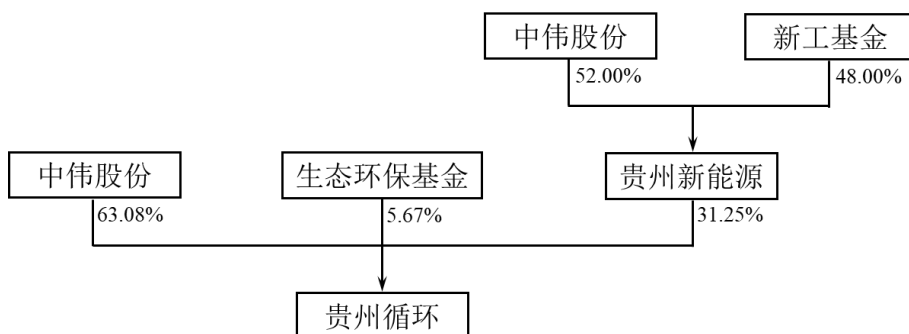 中伟股份
新工基金
52.00%
48.00%
中伟股份
生态环保基金
贵州新能源
63.08%
5.67%
31.25%
贵州循环